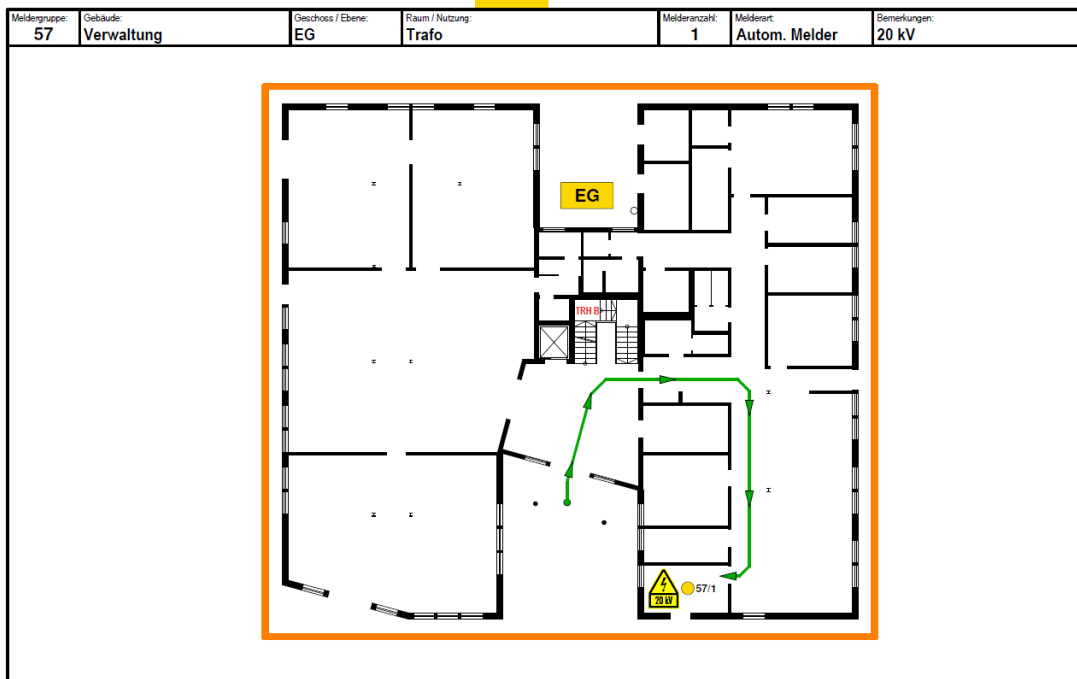 Meldergruppe: Gebäude: Geschoss / Ebene: Raum / Nutzung: Melderanzahl: Melderart: Bemerkungen:
57 Verwaltung EG Trafo 1 Autom. Melder 20 kV
EG
TRH B
57/1
20 kV